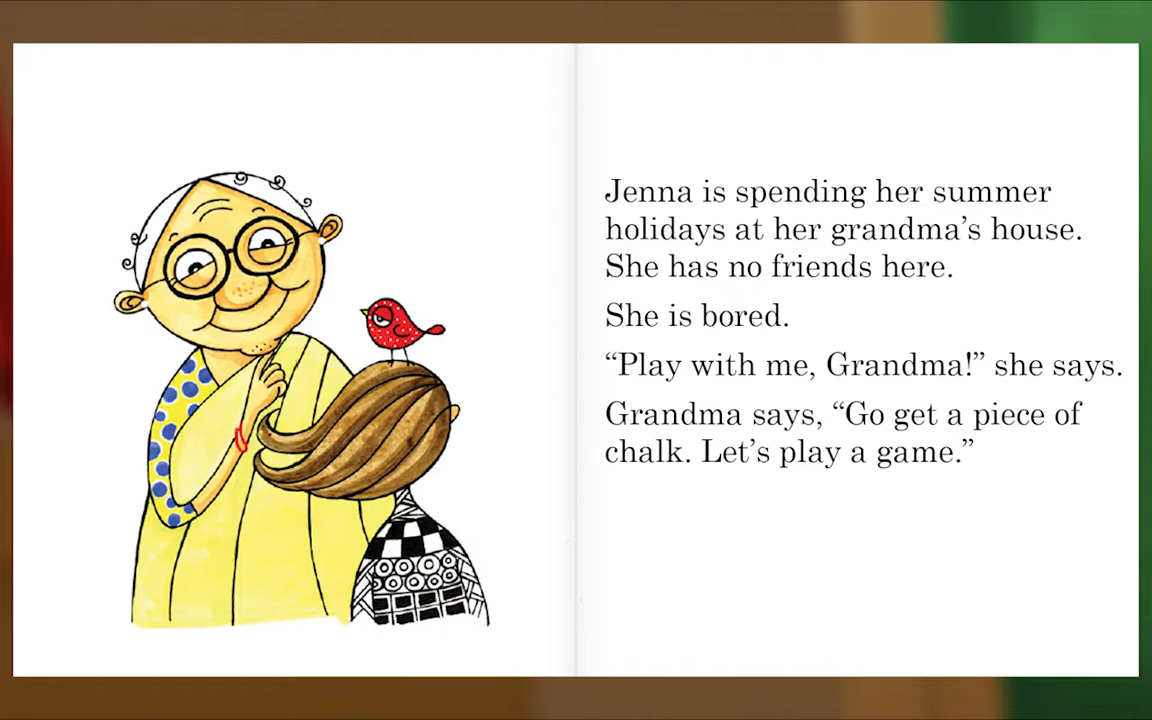 Jenna is spending her summer
holidays at her grandma’s house.
She has no friends here.
She is bored.
“Play with me, Grandma!” she says.
Grandma says, “Go get a piece of
chalk. Let’s play a game.”